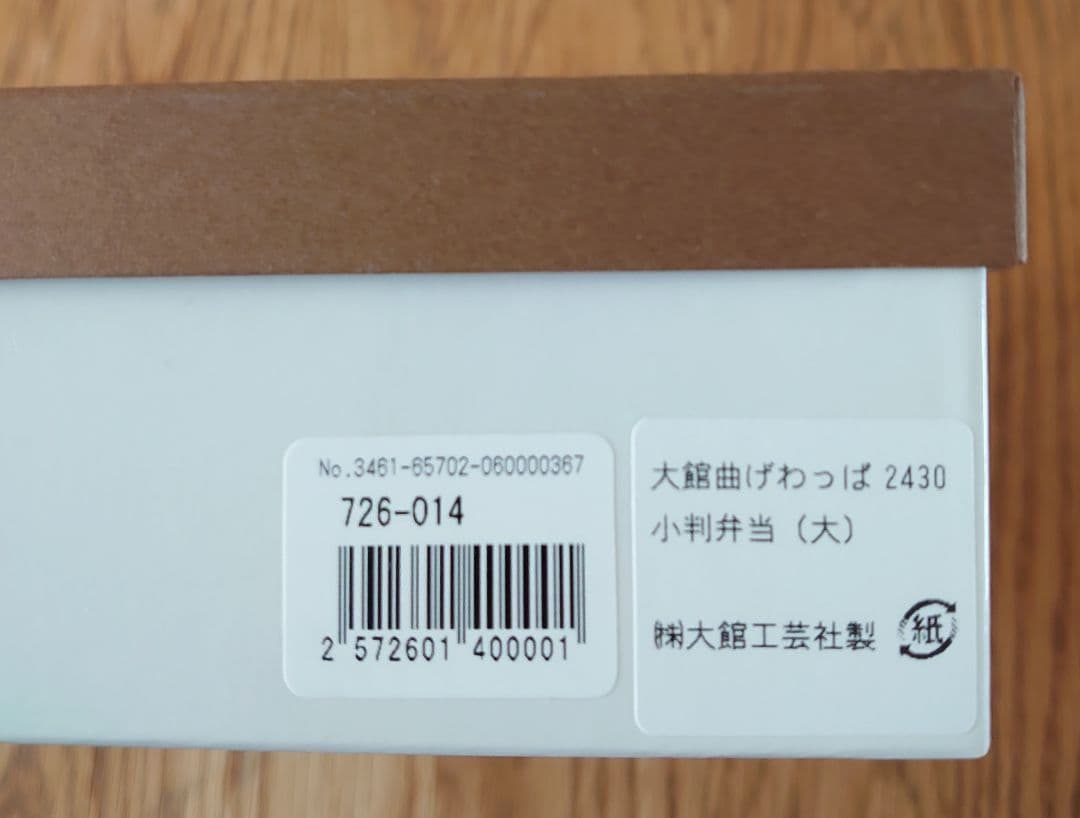 No.3461-65702-060000367
726-014
2 572601 400001
大館曲げわっぱ 2430
小判弁当（大）
㈱大館工芸社製
紙